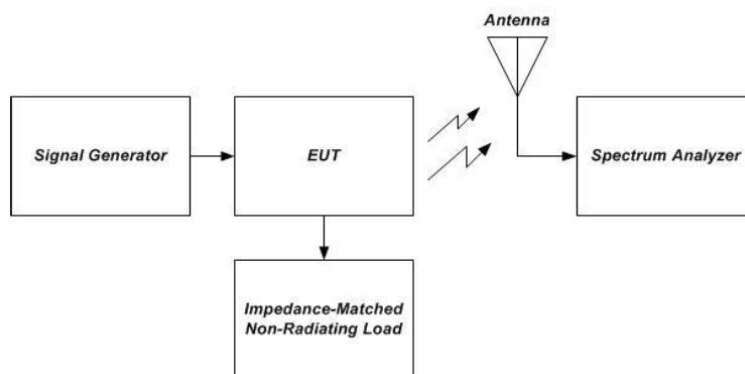 Antenna
Signal Generator
EUT
Spectrum Analyzer
Impedance-Matched
Non-Radiating Load